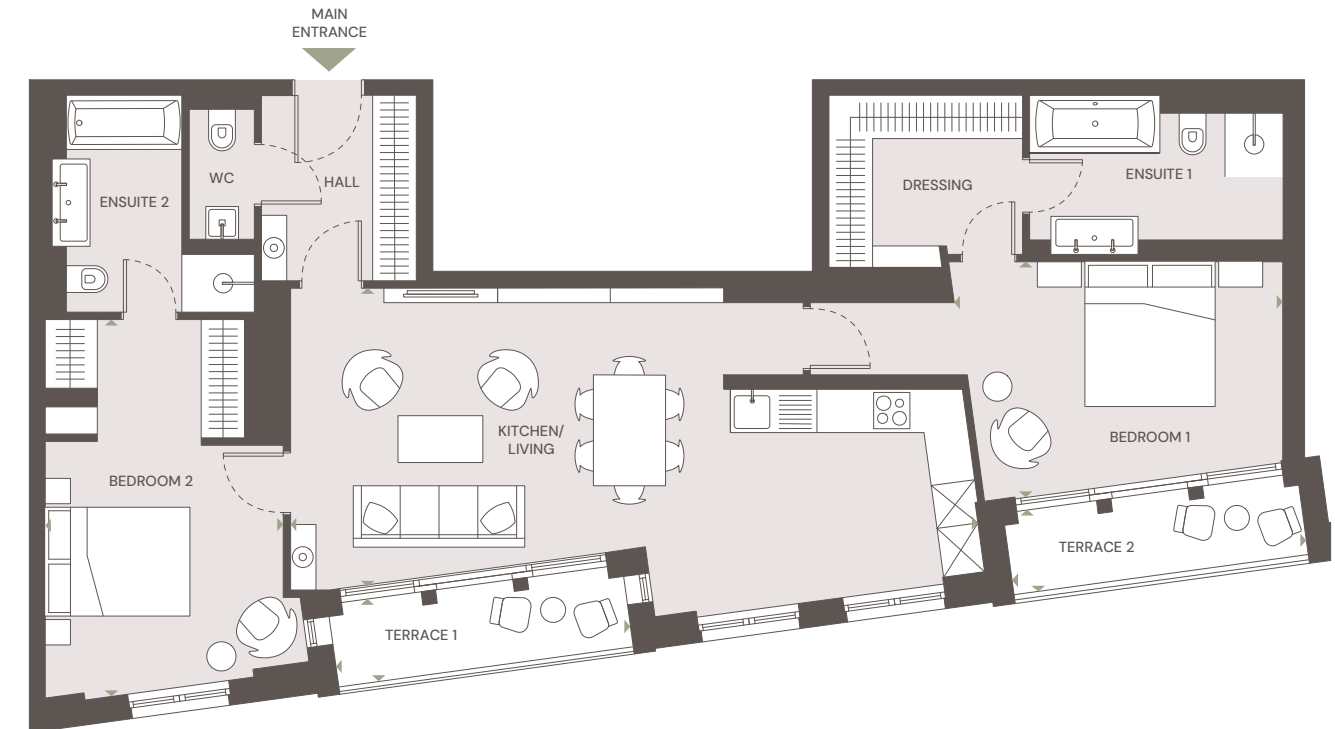 MAIN
ENTRANCE
ENSUITE 2
WC
HALL
DRESSING
ENSUITE 1
KITCHEN/
LIVING
BEDROOM 1
BEDROOM 2
TERRACE 2
TERRACE 1